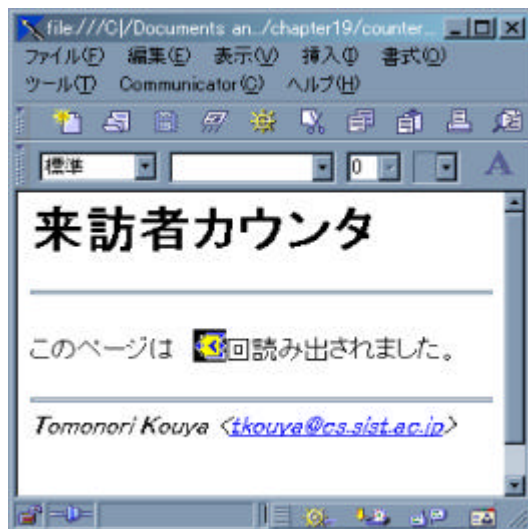 file:///C|/Documents an../chapter19/counter...
ファイル(F) 編集(E) 表示(V) 挿入(I) 書式(O)
ツール(T) Communicator(C) ヘルプ(H)
標準 0 A
来訪者カウンタ
このページは 回読み出されました。
Tomonori Kouya <tkouya@cs.sist.ac.jp>